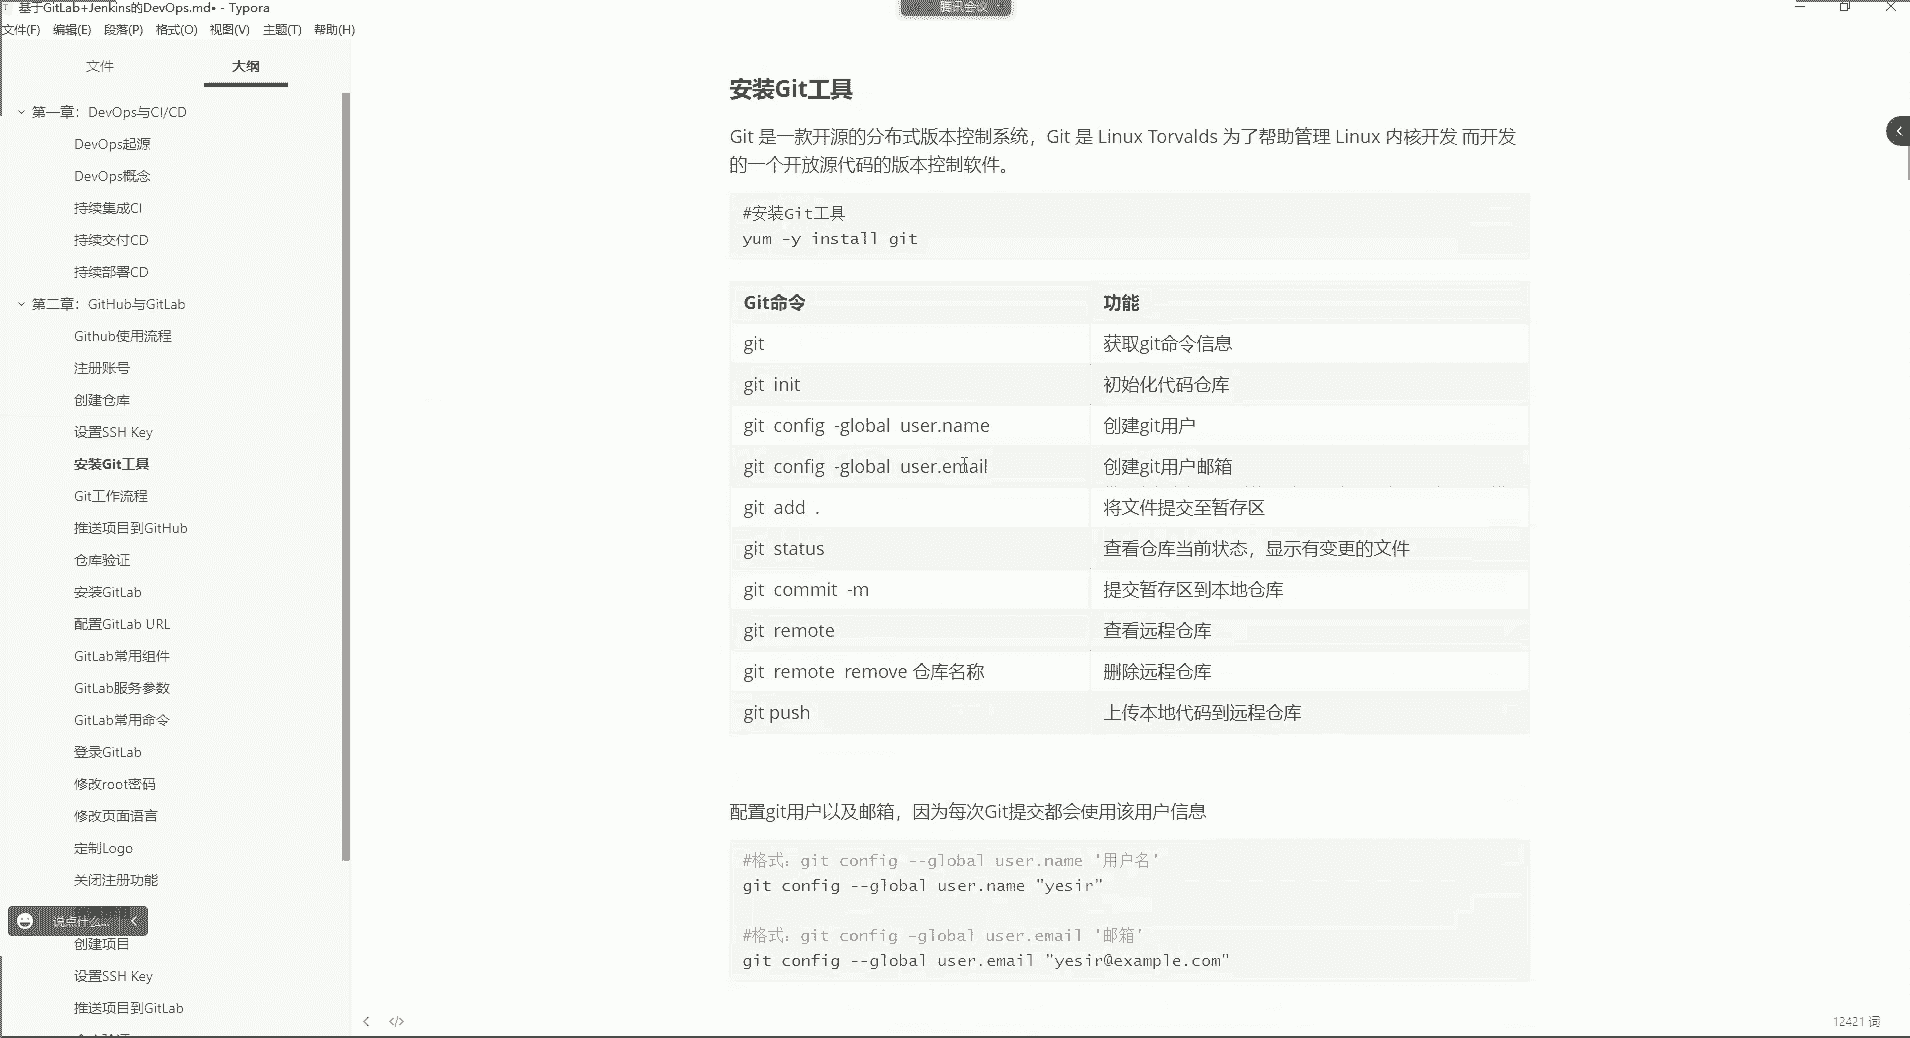 基于GitLab+Jenkins的DevOps.md• - Typora
腾讯会议
文件(F) 编辑(E) 段落(P) 格式(O) 视图(V) 主题(T) 帮助(H)
文件 大纲
第一章：DevOps与CI/CD
DevOps起源
DevOps概念
持续集成CI
持续交付CD
持续部署CD
第二章：GitHub与GitLab
Github使用流程
注册账号
创建仓库
设置SSH Key
安装Git工具
Git工作流程
推送项目到GitHub
仓库验证
安装GitLab
配置GitLab URL
GitLab常用组件
GitLab服务参数
GitLab常用命令
登录GitLab
修改root密码
修改页面语言
定制Logo
关闭注册功能
说点什么...
创建项目
设置SSH Key
推送项目到GitLab
安装Git工具
Git 是一款开源的分布式版本控制系统，Git 是 Linux Torvalds 为了帮助管理 Linux 内核开发 而开发
的一个开放源代码的版本控制软件。
#安装Git工具
yum -y install git
Git命令 功能
git 获取git命令信息
git init 初始化代码仓库
git config -global user.name 创建git用户
git config -global user.email 创建git用户邮箱
git add . 将文件提交至暂存区
git status 查看仓库当前状态，显示有变更的文件
git commit -m 提交暂存区到本地仓库
git remote 查看远程仓库
git remote remove 仓库名称 删除远程仓库
git push 上传本地代码到远程仓库
配置git用户以及邮箱，因为每次Git提交都会使用该用户信息
#格式：git config --global user.name '用户名'
git config --global user.name "yesir"
#格式：git config -global user.email '邮箱'
git config --global user.email "yesir@example.com"
12421 词